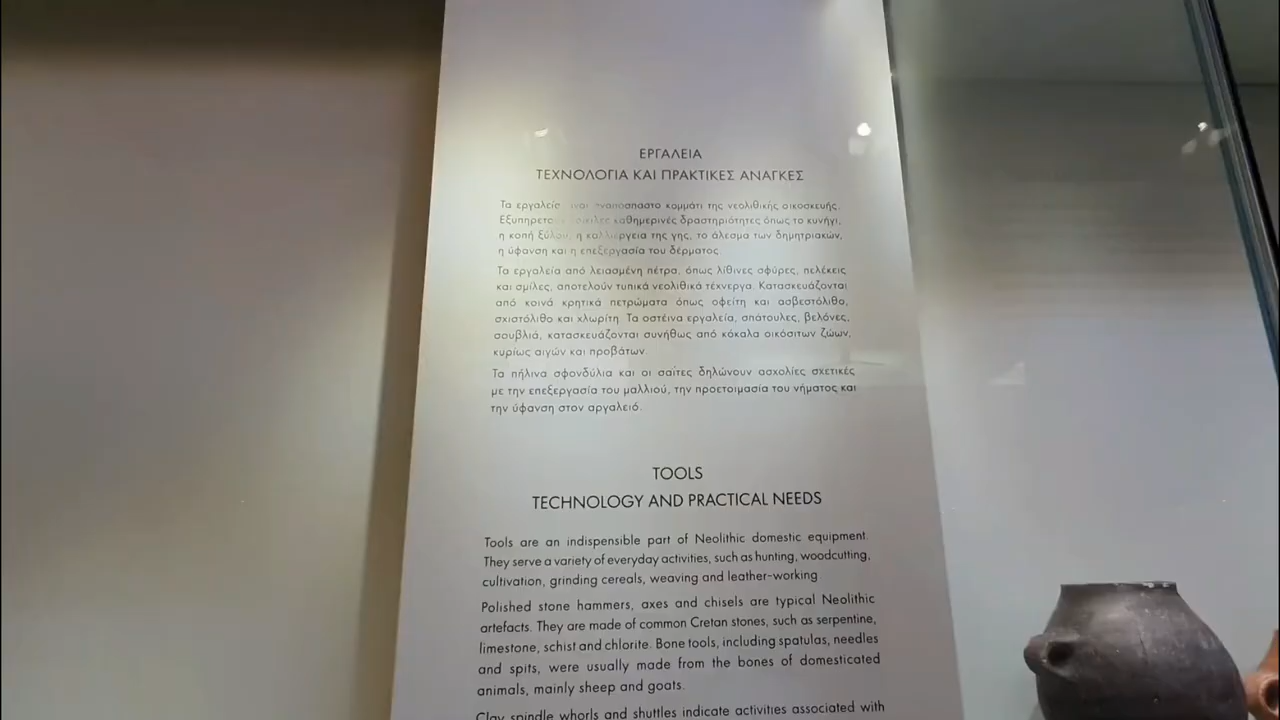 ΕΡΓΑΛΕΙΑ
ΤΕΧΝΟΛΟΓΙΑ ΚΑΙ ΠΡΑΚΤΙΚΕΣ ΑΝΑΓΚΕΣ
Τα εργαλεία αναπόσπαστο κομμάτι της νεολιθικής οικοσκευής.
καθημερινές δραστηριότητες όπως το κυνήγι,
η κοπή ξύλου, η καλλιέργεια της γης, το άλεσμα των δημητριακών,
η ύφανση και η επεξεργασία του δέρματος.
Τα εργαλεία από λειασμένη πέτρα, όπως λίθινες σφύρες, πελέκεις
και σμίλες, αποτελούν τυπικά νεολιθικά τέχνεργα. Κατασκευάζονται
από κοινά κρητικά πετρώματα όπως οφείτη και ασβεστόλιθο,
σχιστόλιθο και χλωρίτη. Τα οστέινα εργαλεία, σπάτουλες, βελόνες,
σουβλιά, κατασκευάζονται συνήθως από κόκαλα οικόσιτων ζώων,
κυρίως αιγών και προβάτων.
Τα πήλινα σφονδύλια και οι σαΐτες δηλώνουν ασχολίες σχετικές
με την επεξεργασία του μαλλιού, την προετοιμασία του νήματος και
την ύφανση στον αργαλειό.
TOOLS
TECHNOLOGY AND PRACTICAL NEEDS
Tools are an indispensible part of Neolithic domestic equipment.
They serve a variety of everyday activities, such as hunting, woodcutting,
cultivation, grinding cereals, weaving and leather-working
Polished stone hammers, axes and chisels are typical Neolithic
artefacts. They are made of common Cretan stones, such as serpentine,
limestone, schist and chlorite. Bone tools, including spatulas, needles
and spits, were usually made from the bones of domesticated
animals, mainly sheep and goats.
Clay spindle whorls and shuttles indicate activities associated with